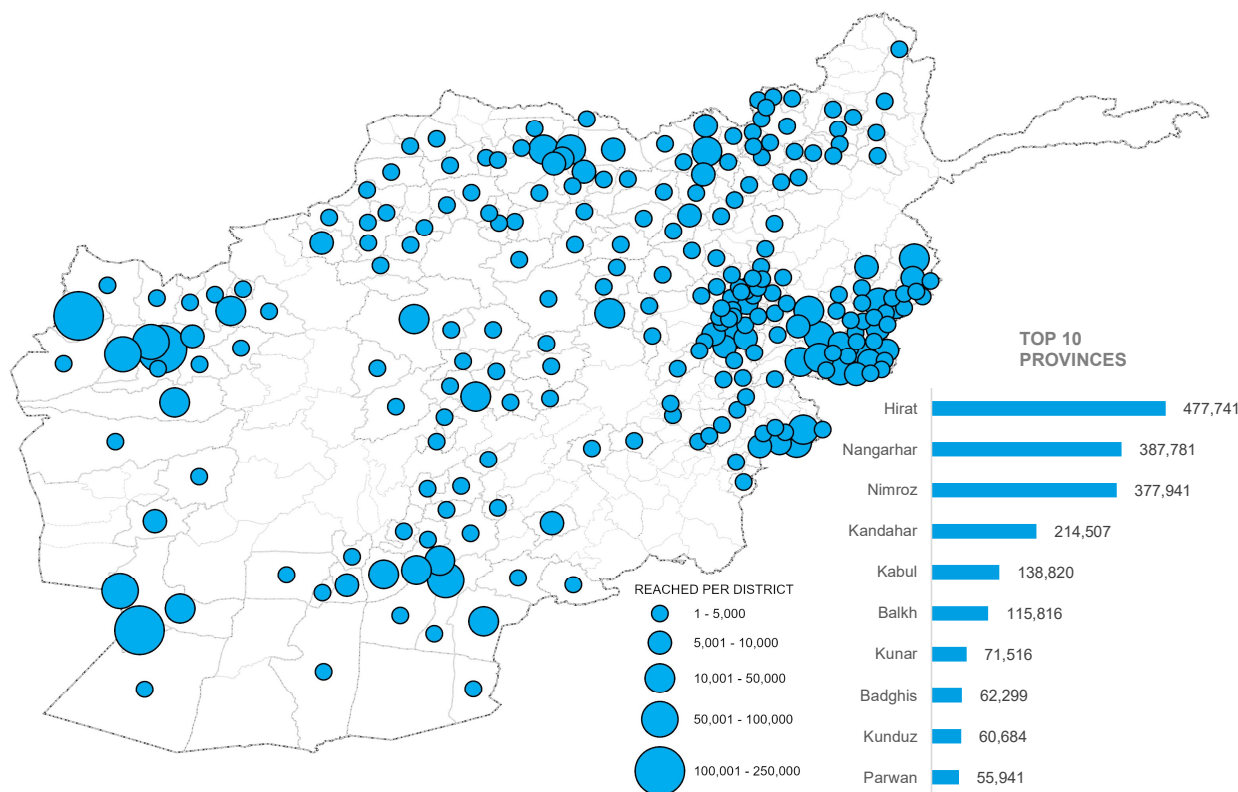 TOP 10
PROVINCES
Hirat 477,741
Nangarhar 387,781
Nimroz 377,941
Kandahar 214,507
Kabul 138,820
Balkh 115,816
Kunar 71,516
Badghis 62,299
Kunduz 60,684
Parwan 55,941
REACHED PER DISTRICT
1 - 5,000
5,001 - 10,000
10,001 - 50,000
50,001 - 100,000
100,001 - 250,000